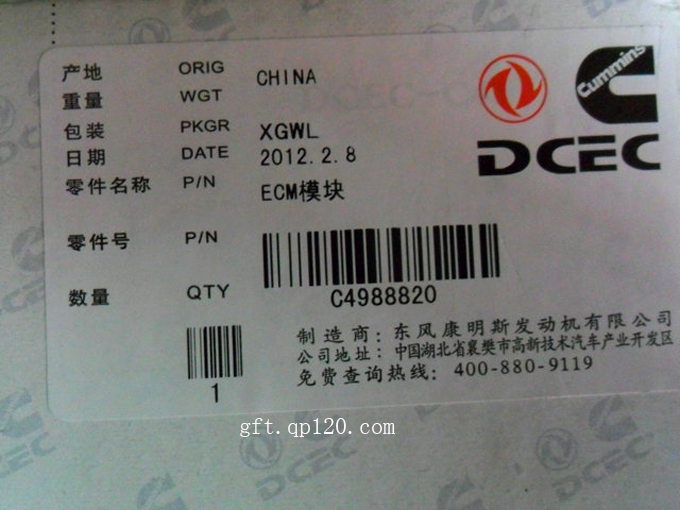 产地 ORIG CHINA
重量 WGT
包装 PKGR XGWL
日期 DATE 2012.2.8
零件名称 P/N ECM模块
零件号 P/N
C4988820
数量 QTY
1
Cummins
DCEC
制造商：东风康明斯发动机有限公司
公司地址：中国湖北省襄樊市高新技术汽车产业开发区
免费查询热线：400-880-9119
gft.qp120.com
DCEC